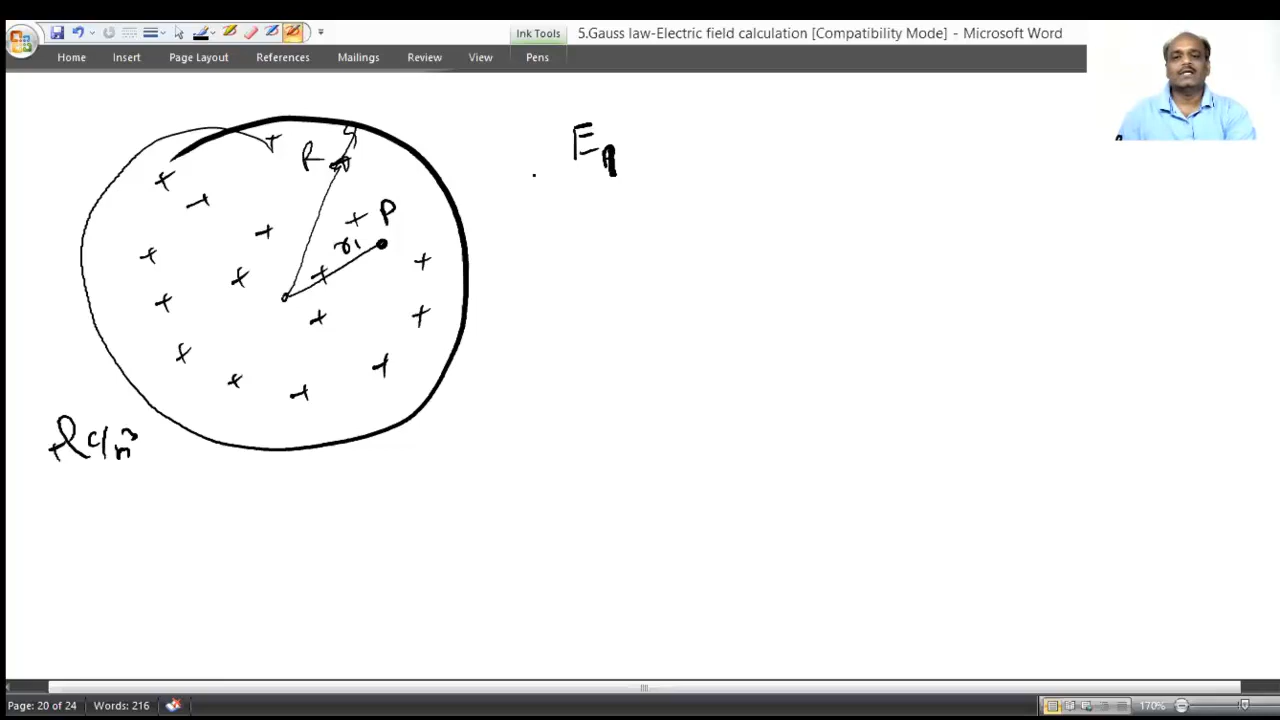 Ink Tools
5.Gauss law-Electric field calculation [Compatibility Mode] - Microsoft Word
Home Insert Page Layout References Mailings Review View Pens
R
E
P
r1
C/m³
Page: 20 of 24 Words: 216 170%